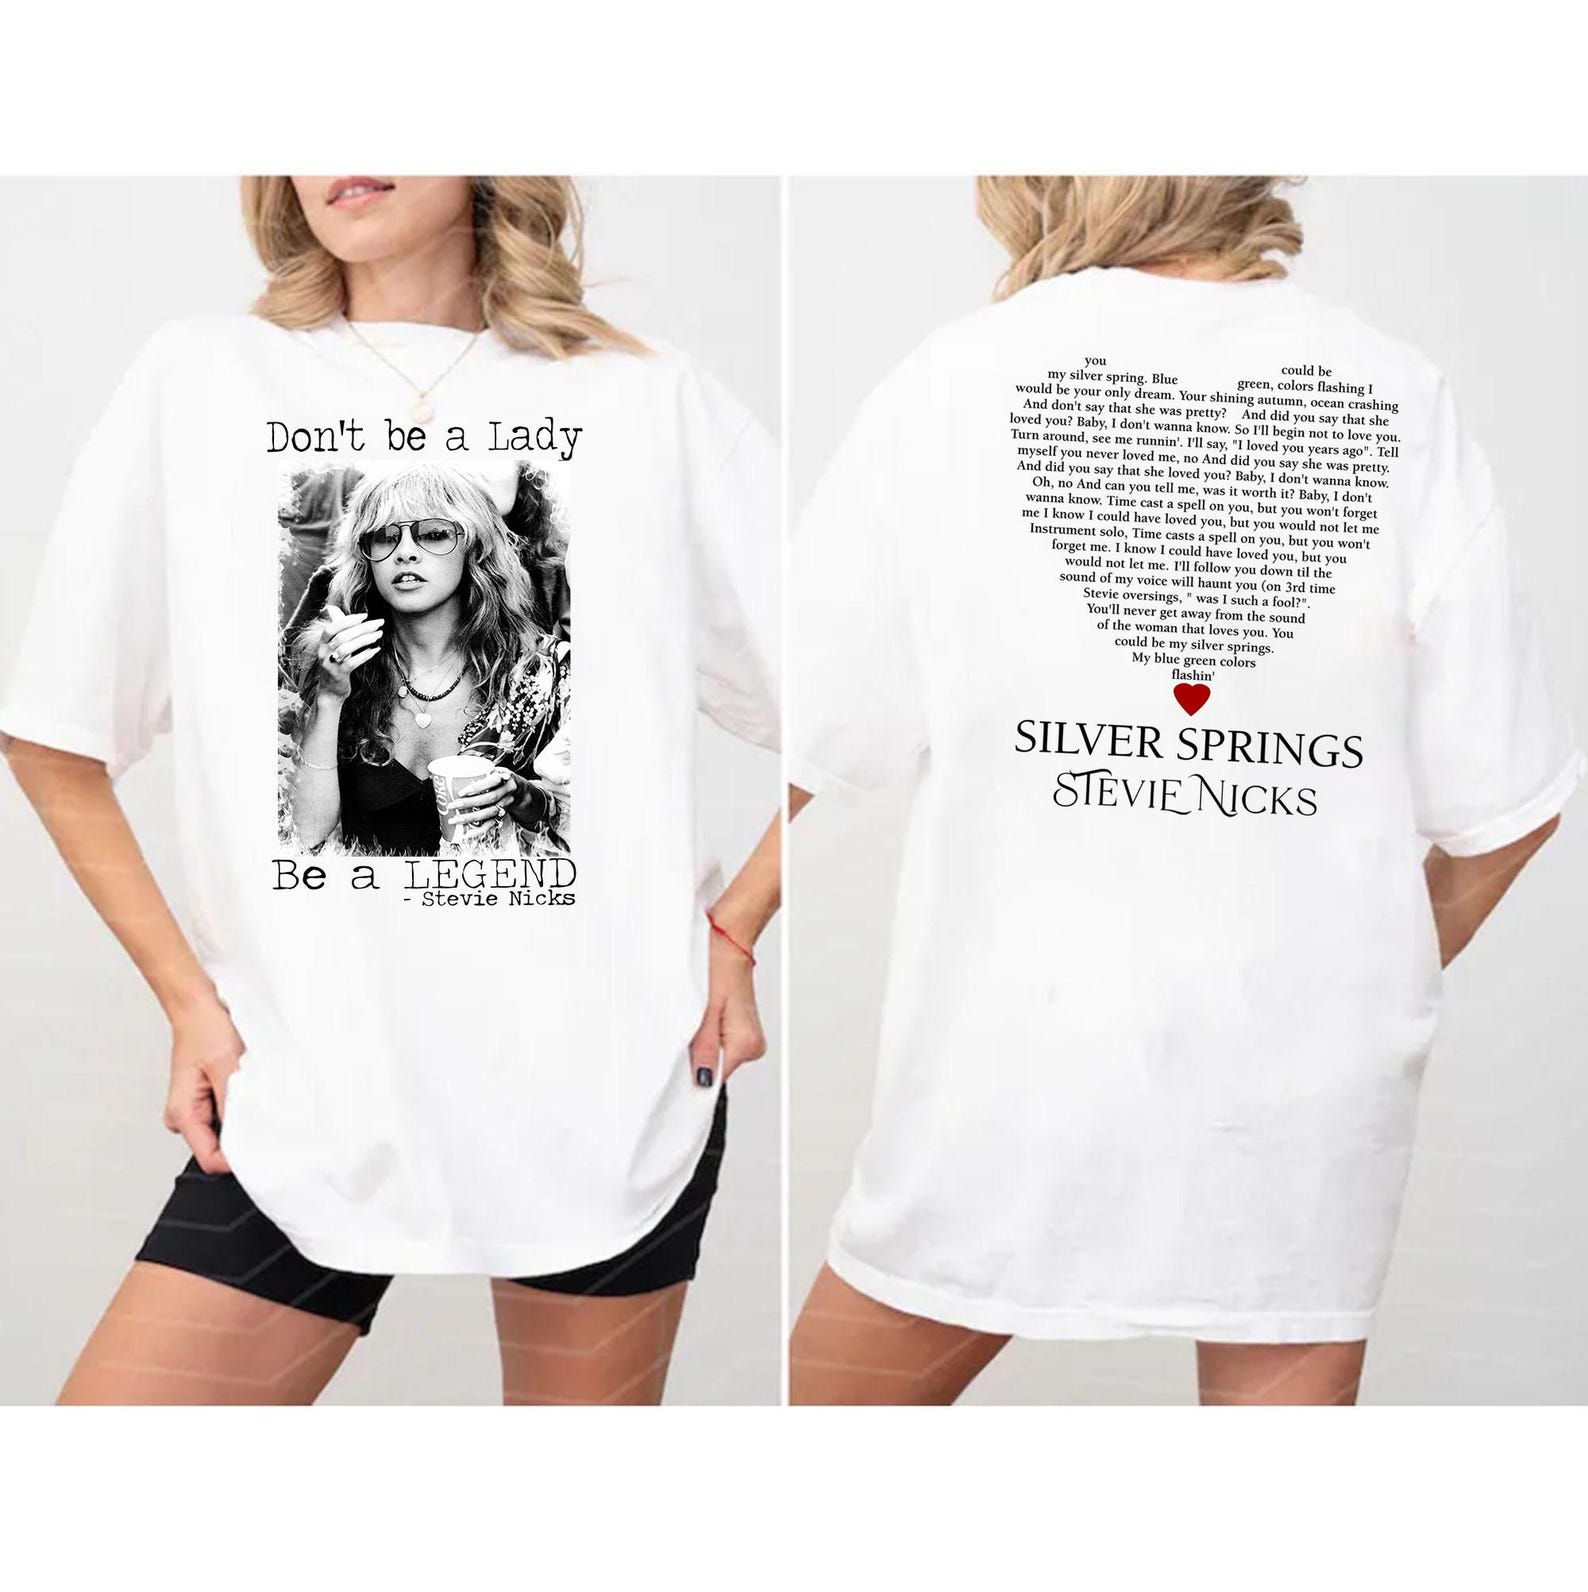 Don't be a Lady
COKE
Be a LEGEND
- Stevie Nicks
you could be
my silver spring. Blue green, colors flashing I
would be your only dream. Your shining autumn, ocean crashing
And don't say that she was pretty? And did you say that she
loved you? Baby, I don't wanna know. So I'll begin not to love you.
Turn around, see me runnin'. I'll say, "I loved you years ago". Tell
myself you never loved me, no And did you say she was pretty.
And did you say that she loved you? Baby, I don't wanna know.
Oh, no And can you tell me, was it worth it? Baby, I don't
wanna know. Time cast a spell on you, but you won't forget
me I know I could have loved you, but you would not let me
Instrument solo, Time casts a spell on you, but you won't
forget me. I know I could have loved you, but you
would not let me. I'll follow you down til the
sound of my voice will haunt you (on 3rd time
Stevie oversings, " was I such a fool?".
You'll never get away from the sound
of the woman that loves you. You
could be my silver springs.
My blue green colors
flashin'
SILVER SPRINGS
STEVIE NICKS